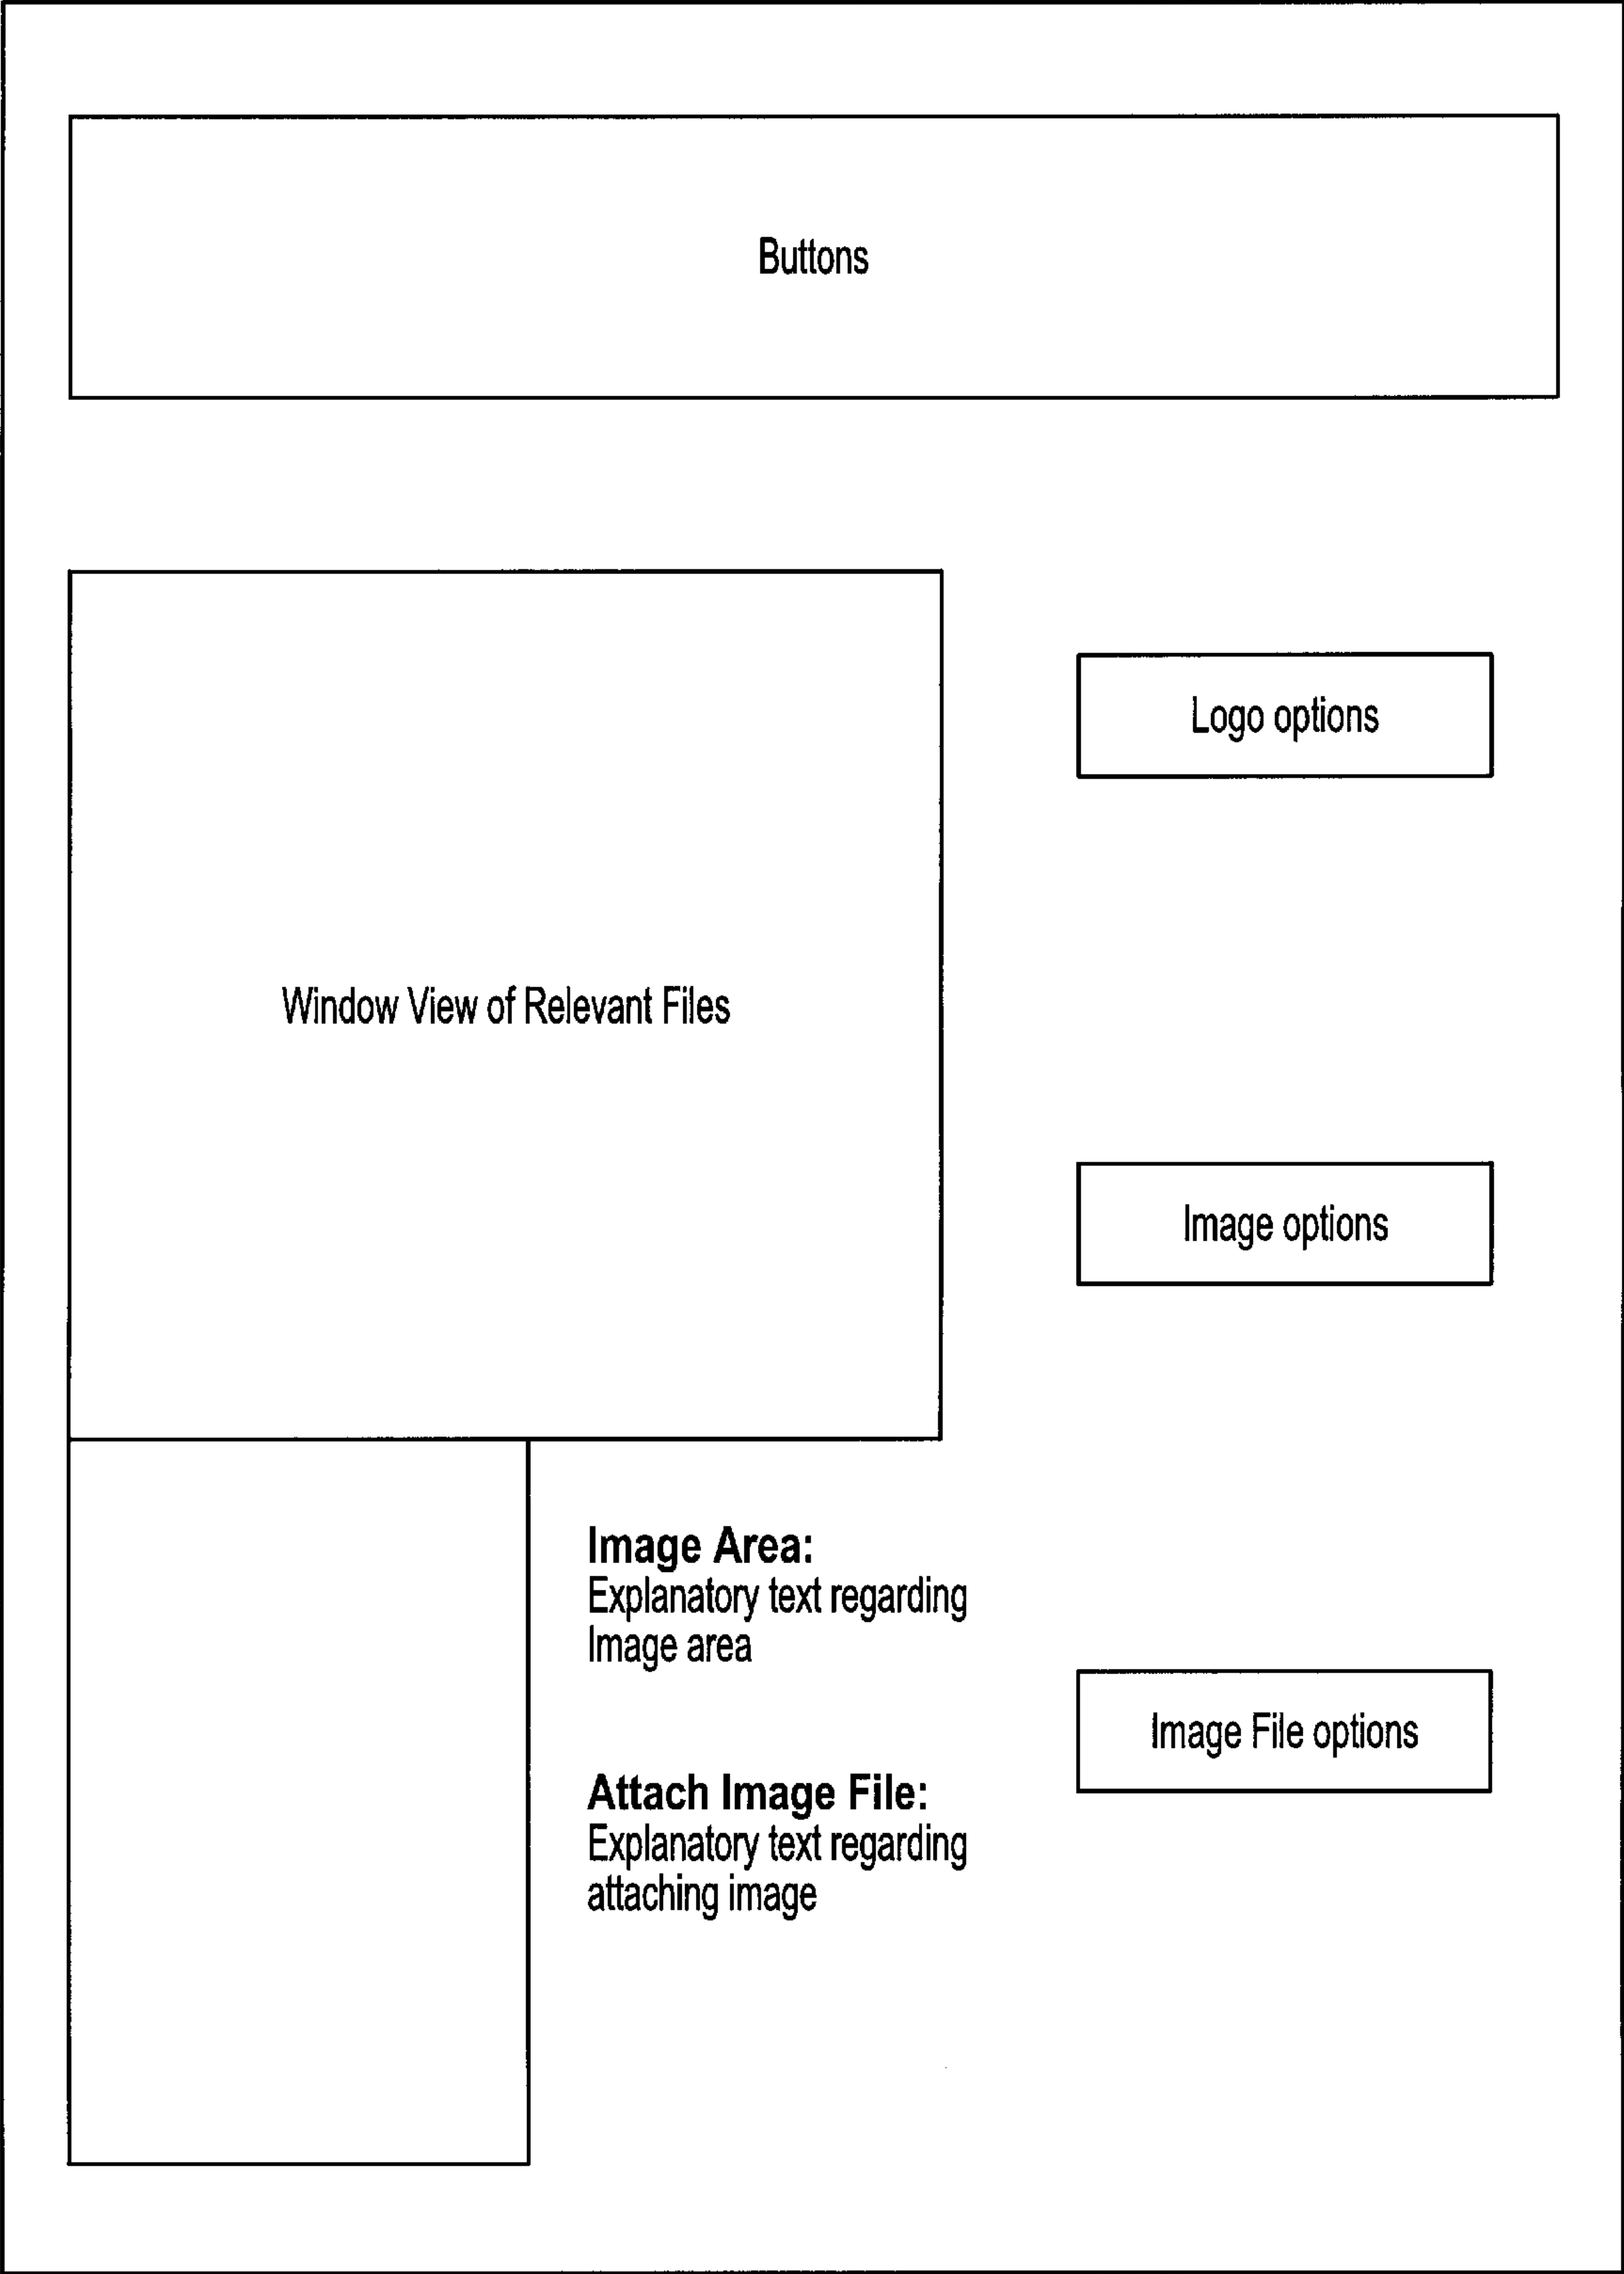 Buttons
Logo options
Window View of Relevant Files
Image options
Image Area:
Explanatory text regarding
Image area
Image File options
Attach Image File:
Explanatory text regarding
attaching image